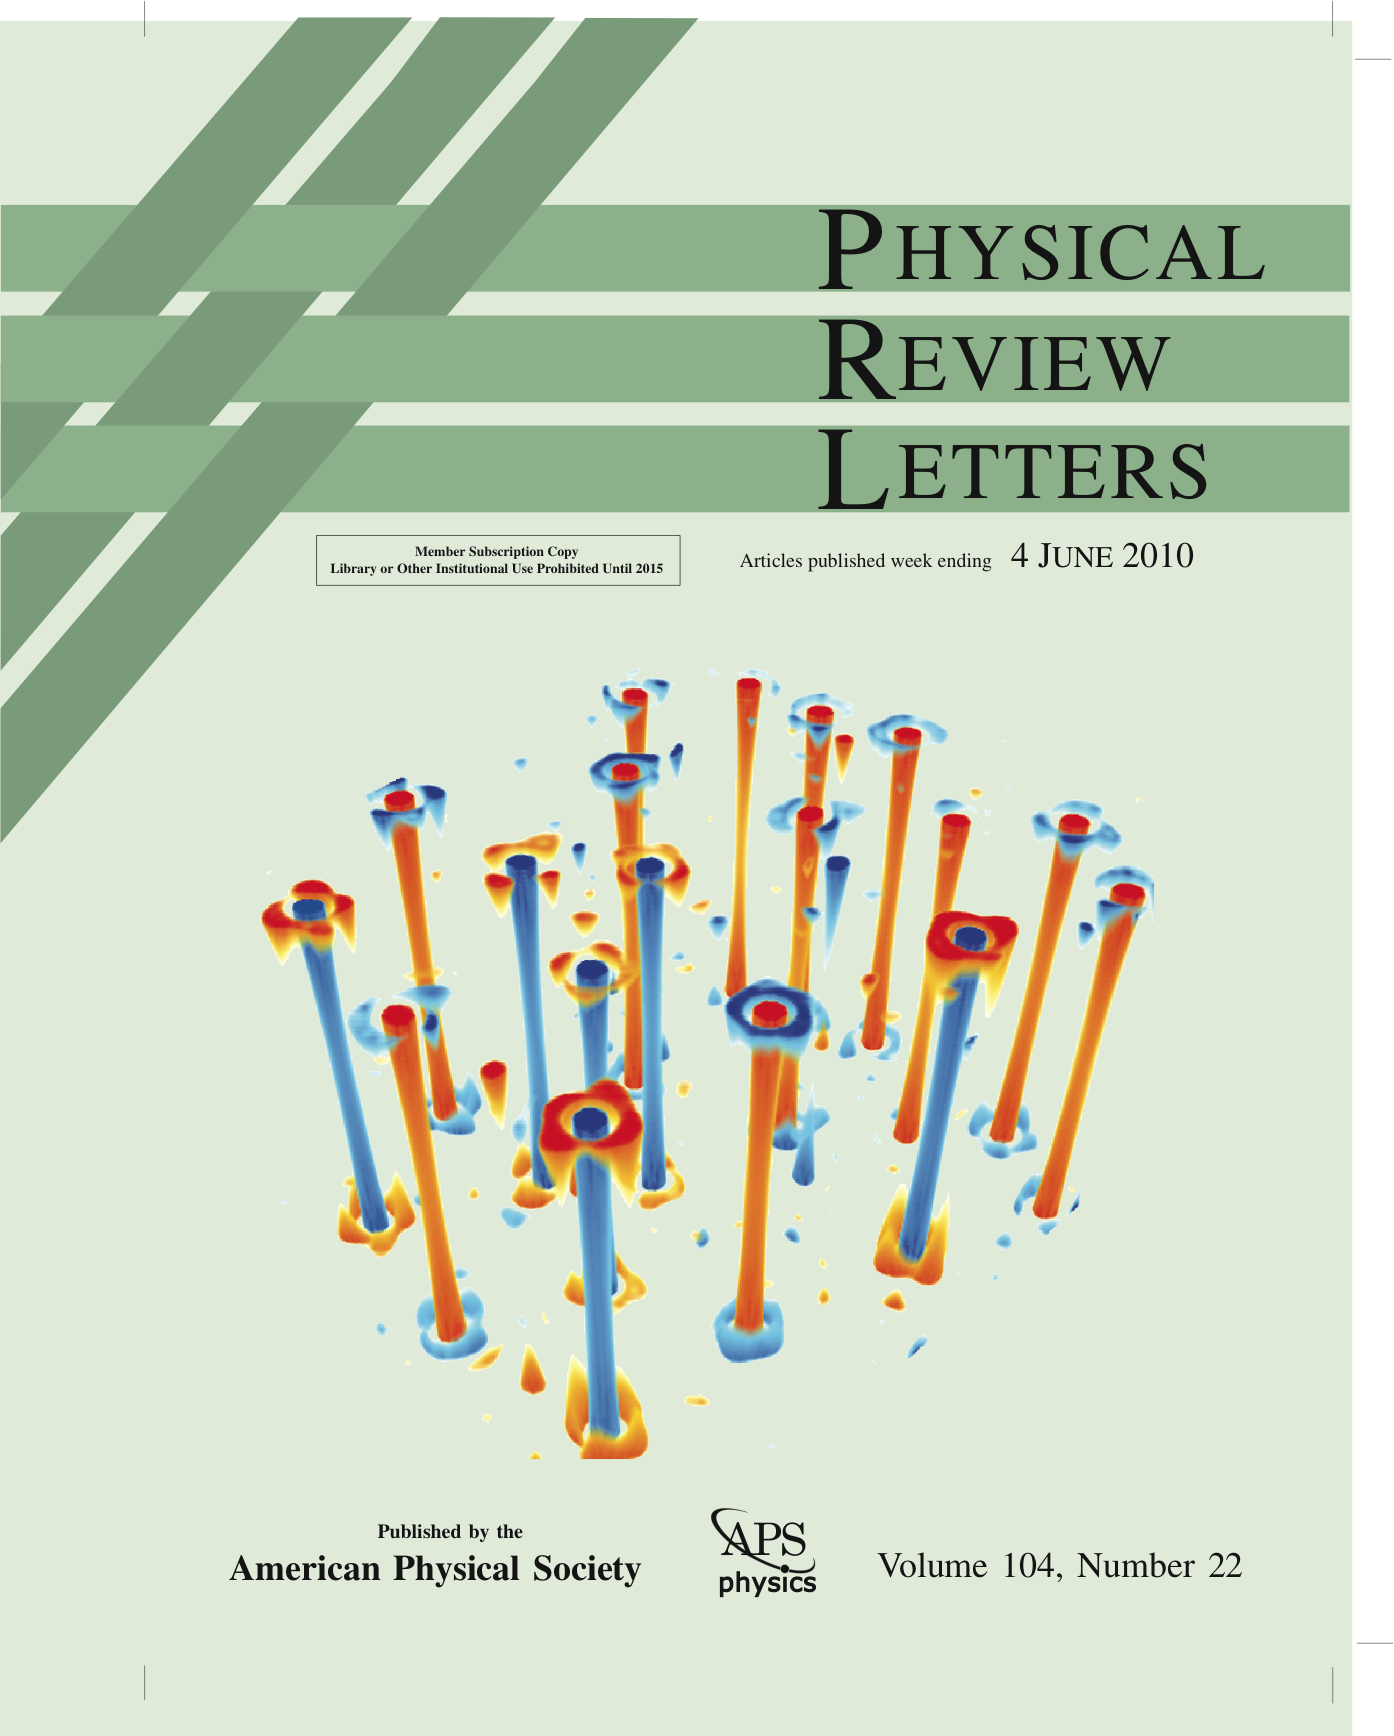 PHYSICAL
REVIEW
LETTERS
Member Subscription Copy
Library or Other Institutional Use Prohibited Until 2015
Articles published week ending 4 JUNE 2010
Published by the
American Physical Society
APS
physics
Volume 104, Number 22